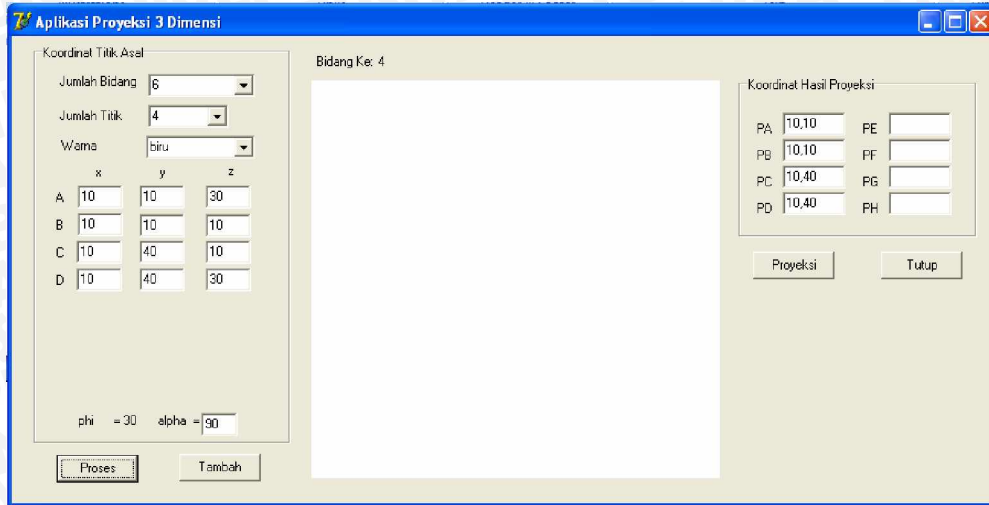 Aplikasi Proyeksi 3 Dimensi
Koordinat Titik Asal
Jumlah Bidang 6
Jumlah Titik 4
Warna biru
x y z
A 10 10 30
B 10 10 10
C 10 40 10
D 10 40 30
phi = 30 alpha = 90
Proses Tambah
Bidang Ke: 4
Koordinat Hasil Proyeksi
PA 10,10 PE
PB 10,10 PF
PC 10,40 PG
PD 10,40 PH
Proyeksi Tutup